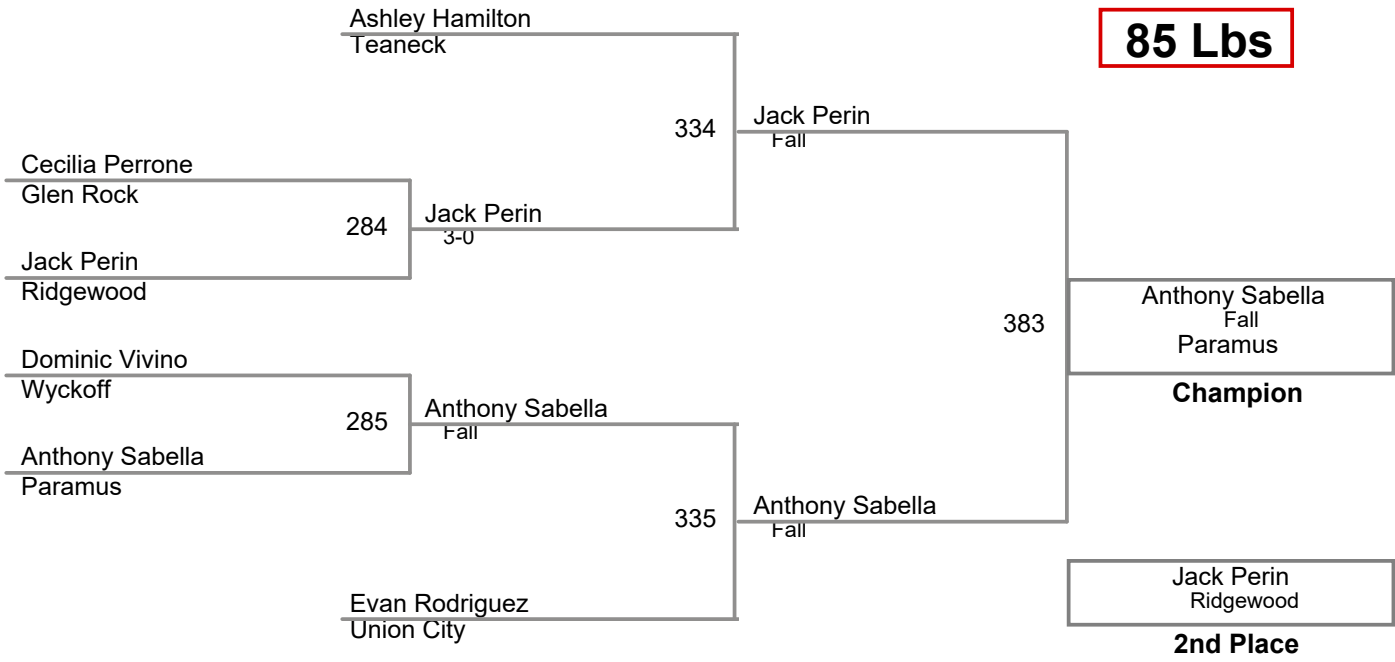 Ashley Hamilton
Teaneck
85 Lbs
334
Jack Perin
Fall
Cecilia Perrone
Glen Rock
284
Jack Perin
3-0
Jack Perin
Ridgewood
383
Anthony Sabella
Fall
Paramus
Champion
Dominic Vivino
Wyckoff
285
Anthony Sabella
Fall
Anthony Sabella
Paramus
335
Anthony Sabella
Fall
Evan Rodriguez
Union City
Jack Perin
Ridgewood
2nd Place